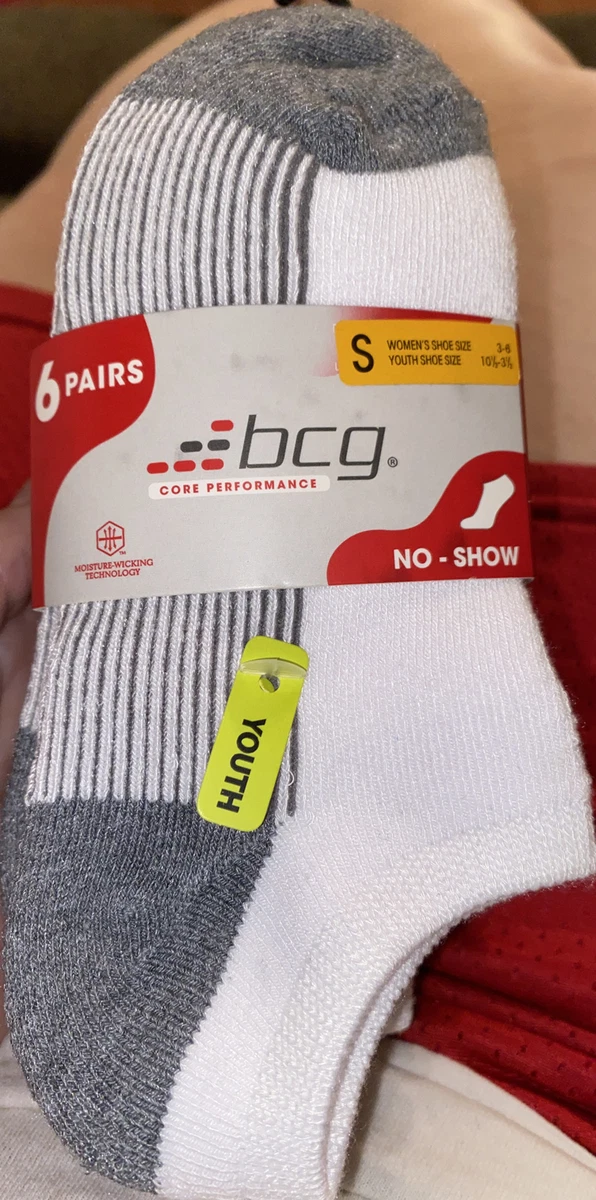 6 PAIRS
S
WOMEN'S SHOE SIZE 3-6
YOUTH SHOE SIZE 10½-3½
bcg®
CORE PERFORMANCE
MOISTURE-WICKING™
TECHNOLOGY
NO - SHOW
YOUTH